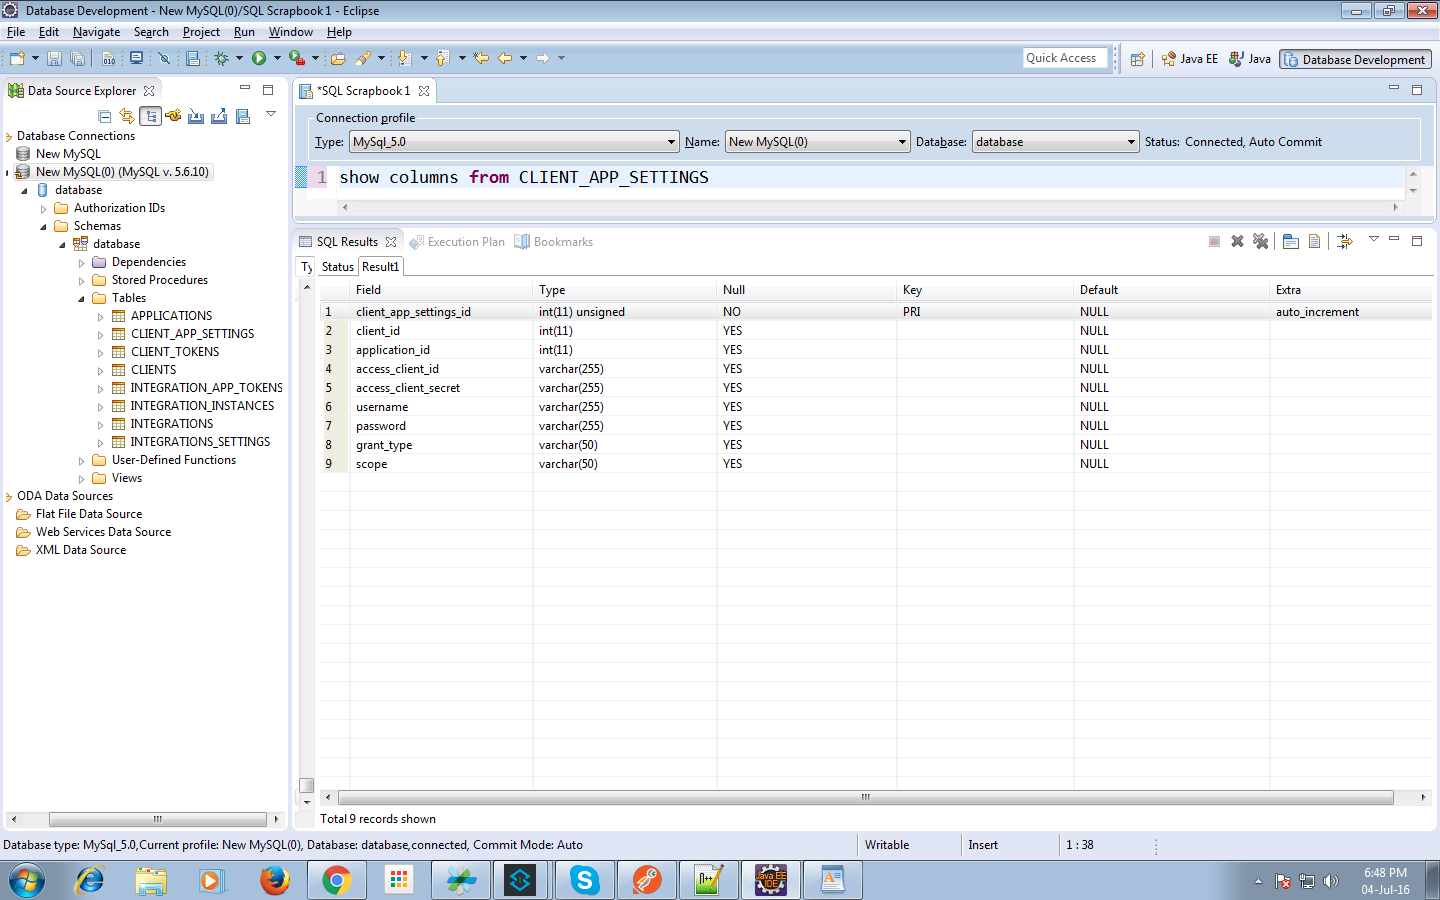 Database Development - New MySQL(0)/SQL Scrapbook 1 - Eclipse
File Edit Navigate Search Project Run Window Help
Quick Access Java EE Java Database Development
Data Source Explorer
Database Connections
New MySQL
New MySQL(0) (MySQL v. 5.6.10)
database
Authorization IDs
Schemas
database
Dependencies
Stored Procedures
Tables
APPLICATIONS
CLIENT_APP_SETTINGS
CLIENT_TOKENS
CLIENTS
INTEGRATION_APP_TOKENS
INTEGRATION_INSTANCES
INTEGRATIONS
INTEGRATIONS_SETTINGS
User-Defined Functions
Views
ODA Data Sources
Flat File Data Source
Web Services Data Source
XML Data Source
*SQL Scrapbook 1
Connection profile
Type: MySql_5.0 Name: New MySQL(0) Database: database Status: Connected, Auto Commit
1 show columns from CLIENT_APP_SETTINGS
SQL Results Execution Plan Bookmarks
Ty Status Result1
Field Type Null Key Default Extra
1 client_app_settings_id int(11) unsigned NO PRI NULL auto_increment
2 client_id int(11) YES NULL
3 application_id int(11) YES NULL
4 access_client_id varchar(255) YES NULL
5 access_client_secret varchar(255) YES NULL
6 username varchar(255) YES NULL
7 password varchar(255) YES NULL
8 grant_type varchar(50) YES NULL
9 scope varchar(50) YES NULL
Total 9 records shown
Database type: MySql_5.0,Current profile: New MySQL(0), Database: database,connected, Commit Mode: Auto Writable Insert 1 : 38
Java EE
IDE
6:48 PM
04-Jul-16